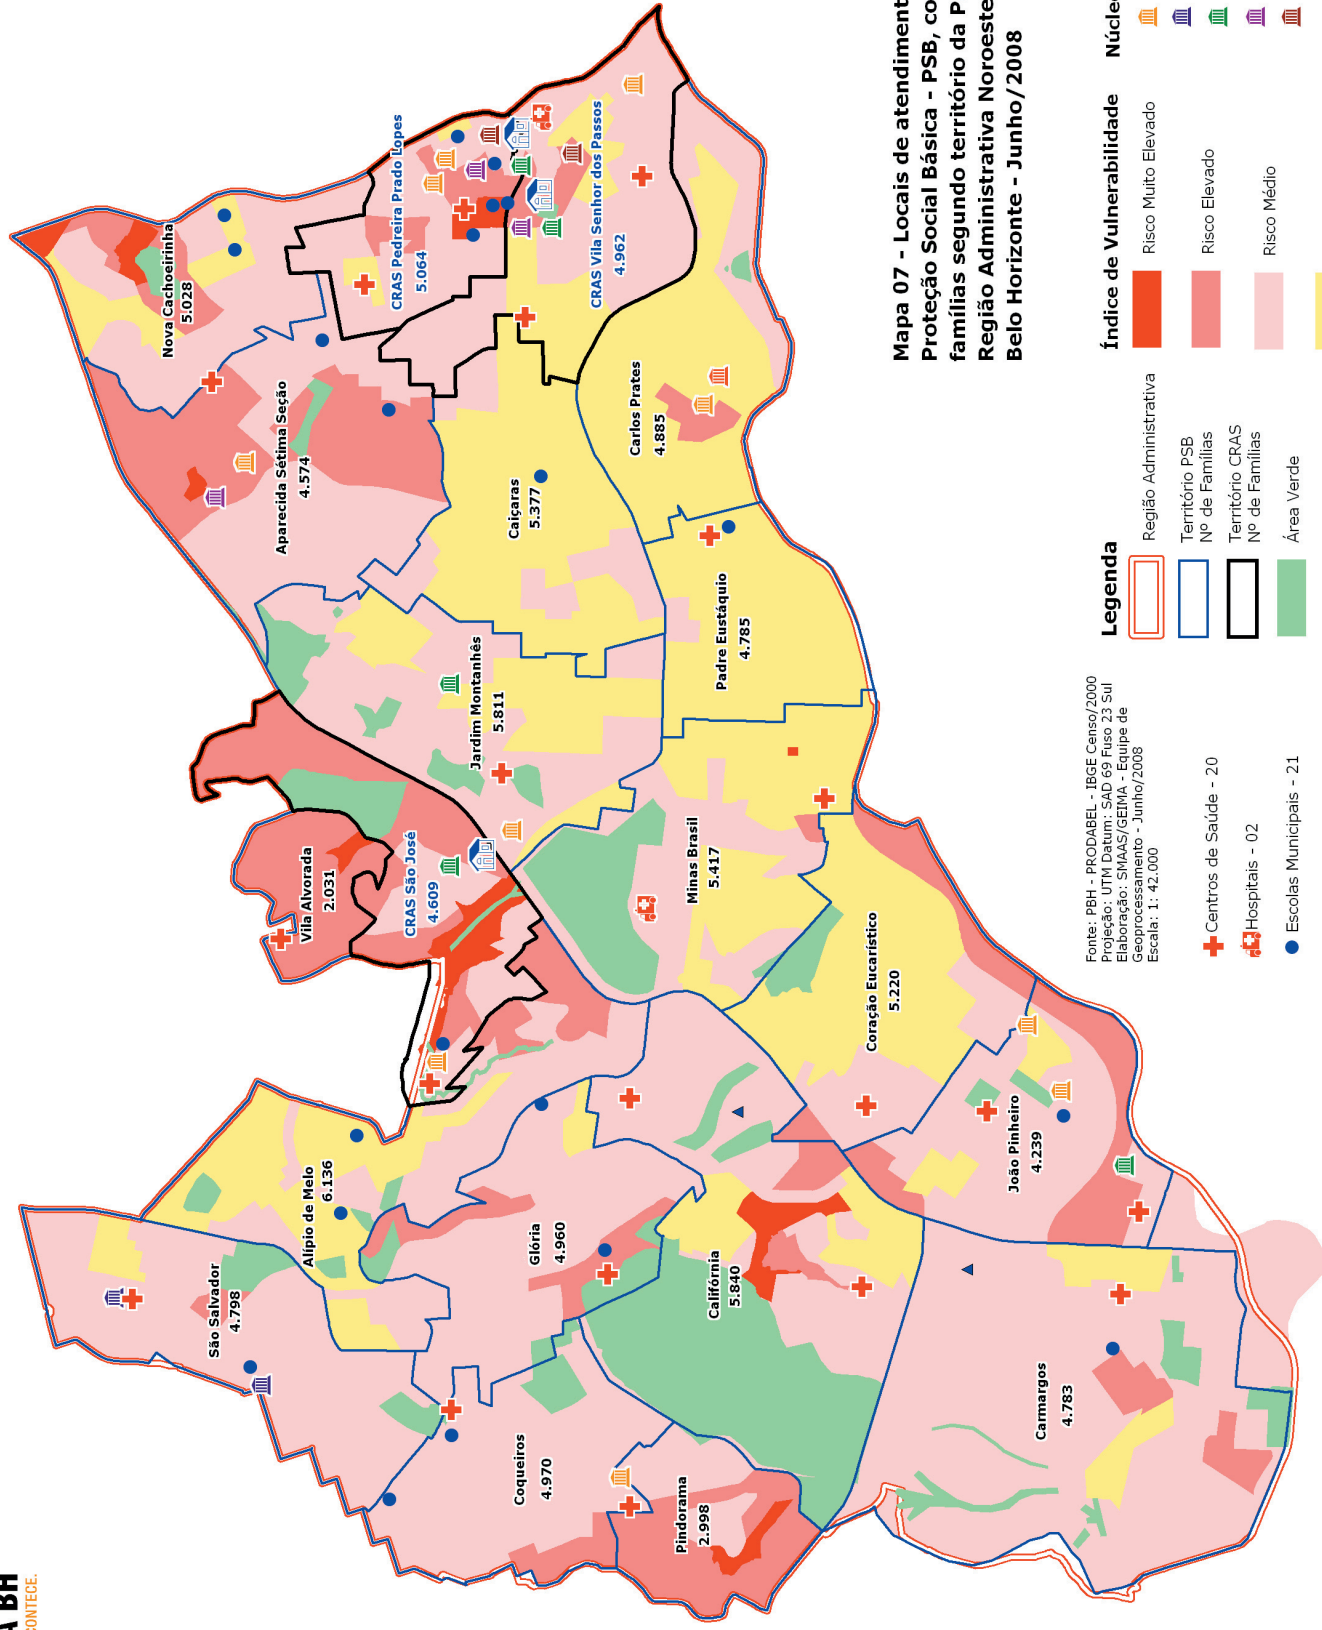 A BH
CONTECE.
Mapa 07 - Locais de atendiment
Proteção Social Básica - PSB, co
famílias segundo território da P
Região Administrativa Noroeste
Belo Horizonte - Junho/2008
São Salvador
4.798
Alípio de Melo
6.136
Coqueiros
4.970
Glória
4.960
Pindorama
2.998
Califórnia
5.840
Carmargos
4.783
João Pinheiro
4.239
Coração Eucarístico
5.220
Minas Brasil
5.417
Vila Alvorada
2.031
CRAS São José
4.609
Jardim Montanhês
5.811
Padre Eustáquio
4.785
Caiçaras
5.377
Carlos Prates
4.885
Aparecida Sétima Seção
4.574
Nova Cachoeirinha
5.028
CRAS Pedreira Prado Lopes
5.064
CRAS Vila Senhor dos Passos
4.962
Fonte: PBH - PRODABEL - IBGE Censo/2000
Projeção: UTM Datum: SAD 69 Fuso 23 Sul
Elaboração: SMAAS/GEIMA - Equipe de
Geoprocessamento - Junho/2008
Escala: 1: 42.000
Centros de Saúde - 20
Hospitais - 02
Escolas Municipais - 21
Legenda
Região Administrativa
Território PSB
Nº de Famílias
Território CRAS
Nº de Famílias
Área Verde
Índice de Vulnerabilidade
Risco Muito Elevado
Risco Elevado
Risco Médio
Núcle